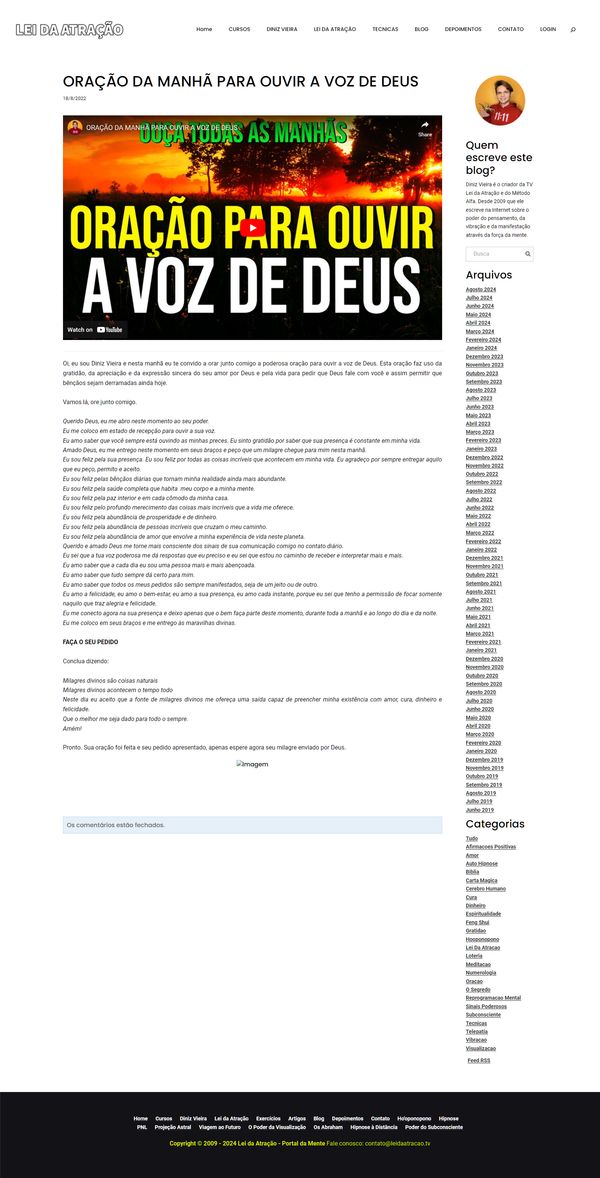 LEI DA ATRAÇÃO
Home CURSOS DINIZ VIEIRA LEI DA ATRAÇÃO TECNICAS BLOG DEPOIMENTOS CONTATO LOGIN
ORAÇÃO DA MANHÃ PARA OUVIR A VOZ DE DEUS
18/8/2022
ORAÇÃO DA MANHÃ PARA OUVIR A VOZ DE DEUS
Share
OUÇA TODAS AS MANHÃS
ORAÇÃO PARA OUVIR
A VOZ DE DEUS
Watch on YouTube
Oi, eu sou Diniz Vieira e nesta manhã eu te convido a orar junto comigo a poderosa oração para ouvir a voz de Deus. Esta oração faz uso da
gratidão, da apreciação e da expressão sincera do seu amor por Deus e pela vida para pedir que Deus fale com você e assim permitir que
bênçãos sejam derramadas ainda hoje.
Vamos lá, ore junto comigo.
Querido Deus, eu me abro neste momento ao seu poder.
Eu me coloco em estado de recepção para ouvir a sua voz.
Eu amo saber que você sempre está ouvindo as minhas preces. Eu sinto gratidão por saber que sua presença é constante em minha vida.
Amado Deus, eu me entrego neste momento em seus braços e peço que um milagre chegue para mim nesta manhã.
Eu sou feliz pela sua presença. Eu sou feliz por todas as coisas incríveis que acontecem em minha vida. Eu agradeço por sempre entregar aquilo
que eu peço, permito e aceito.
Eu sou feliz pelas bênçãos diárias que tornam minha realidade ainda mais abundante.
Eu sou feliz pela saúde completa que habita meu corpo e a minha mente.
Eu sou feliz pela paz interior e em cada cômodo da minha casa.
Eu sou feliz pelo profundo merecimento das coisas mais incríveis que a vida me oferece.
Eu sou feliz pela abundância de prosperidade e de dinheiro.
Eu sou feliz pela abundância de pessoas incríveis que cruzam o meu caminho.
Eu sou feliz pela abundância de amor que envolve a minha experiência de vida neste planeta.
Querido e amado Deus me torne mais consciente dos sinais de sua comunicação comigo no contato diário.
Eu sei que a tua voz poderosa me dá respostas que eu preciso e eu sei que estou no caminho de receber e interpretar mais e mais.
Eu amo saber que a cada dia eu sou uma pessoa mais e mais abençoada.
Eu amo saber que tudo sempre dá certo para mim.
Eu amo saber que todos os meus pedidos são sempre manifestados, seja de um jeito ou de outro.
Eu amo a felicidade, eu amo o bem-estar, eu amo a sua presença, eu amo cada instante, porque eu sei que tenho a permissão de focar somente
naquilo que traz alegria e felicidade.
Eu me conecto agora na sua presença e deixo apenas que o bem faça parte deste momento, durante toda a manhã e ao longo do dia e da noite.
Eu me coloco em seus braços e me entrego às maravilhas divinas.
FAÇA O SEU PEDIDO
Conclua dizendo:
Milagres divinos são coisas naturais
Milagres divinos acontecem o tempo todo
Neste dia eu aceito que a fonte de milagres divinos me ofereça uma saída capaz de preencher minha existência com amor, cura, dinheiro e
felicidade.
Que o melhor me seja dado para todo o sempre.
Amém!
Pronto. Sua oração foi feita e seu pedido apresentado, apenas espere agora seu milagre enviado por Deus.
Imagem
Os comentários estão fechados.
11:11
Quem
escreve este
blog?
Diniz Vieira é o criador da TV
Lei da Atração e do Método
Alfa. Desde 2009 que ele
escreve na Internet sobre o
poder do pensamento, da
vibração e da manifestação
através da força da mente.
Busca
Arquivos
Agosto 2024
Julho 2024
Junho 2024
Maio 2024
Abril 2024
Março 2024
Fevereiro 2024
Janeiro 2024
Dezembro 2023
Novembro 2023
Outubro 2023
Setembro 2023
Agosto 2023
Julho 2023
Junho 2023
Maio 2023
Abril 2023
Março 2023
Fevereiro 2023
Janeiro 2023
Dezembro 2022
Novembro 2022
Outubro 2022
Setembro 2022
Agosto 2022
Julho 2022
Junho 2022
Maio 2022
Abril 2022
Março 2022
Fevereiro 2022
Janeiro 2022
Dezembro 2021
Novembro 2021
Outubro 2021
Setembro 2021
Agosto 2021
Julho 2021
Junho 2021
Maio 2021
Abril 2021
Março 2021
Fevereiro 2021
Janeiro 2021
Dezembro 2020
Novembro 2020
Outubro 2020
Setembro 2020
Agosto 2020
Julho 2020
Junho 2020
Maio 2020
Abril 2020
Março 2020
Fevereiro 2020
Janeiro 2020
Dezembro 2019
Novembro 2019
Outubro 2019
Setembro 2019
Agosto 2019
Julho 2019
Junho 2019
Categorias
Tudo
Afirmacoes Positivas
Amor
Auto Hipnose
Biblia
Carta Magica
Cerebro Humano
Cura
Dinheiro
Espiritualidade
Feng Shui
Gratidao
Hooponopono
Lei Da Atracao
Loteria
Meditacao
Numerologia
Oracao
O Segredo
Reprogramacao Mental
Sinais Poderosos
Subconsciente
Tecnicas
Telepatia
Vibracao
Visualizacao
Feed RSS
Home Cursos Diniz Vieira Lei da Atração Exercícios Artigos Blog Depoimentos Contato Ho'oponopono Hipnose
PNL Projeção Astral Viagem ao Futuro O Poder da Visualização Os Abraham Hipnose à Distância Poder do Subconsciente
Copyright © 2009 - 2024 Lei da Atração - Portal da Mente Fale conosco: contato@leidaatracao.tv